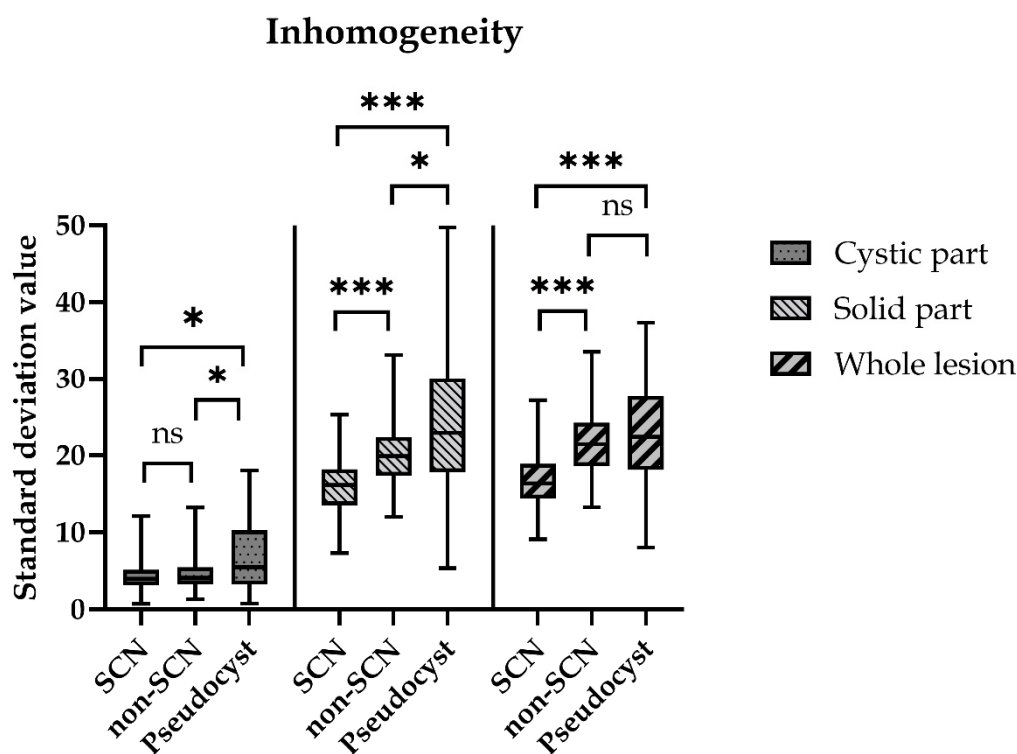 Inhomogeneity
***
*
***
ns
***
***
*
*
ns
Standard deviation value
50
40
30
20
10
0
SCN
non-SCN
Pseudocyst
SCN
non-SCN
Pseudocyst
SCN
non-SCN
Pseudocyst
Cystic part
Solid part
Whole lesion